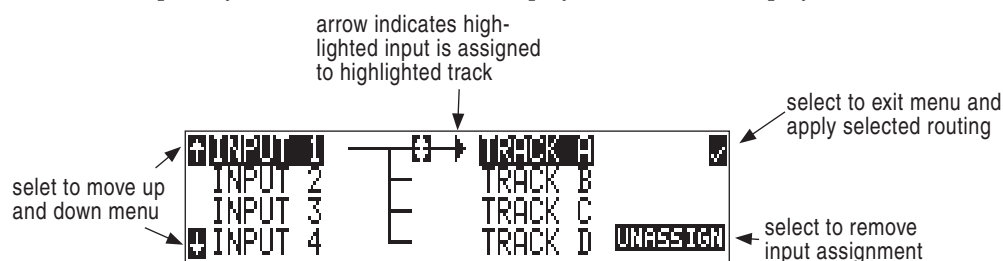 arrow indicates high-
lighted input is assigned
to highlighted track
select to exit menu and
apply selected routing
selet to move up
and down menu
INPUT 1
TRACK A
INPUT 2
TRACK B
INPUT 3
TRACK C
INPUT 4
TRACK D
UNASSIGN
select to remove
input assignment